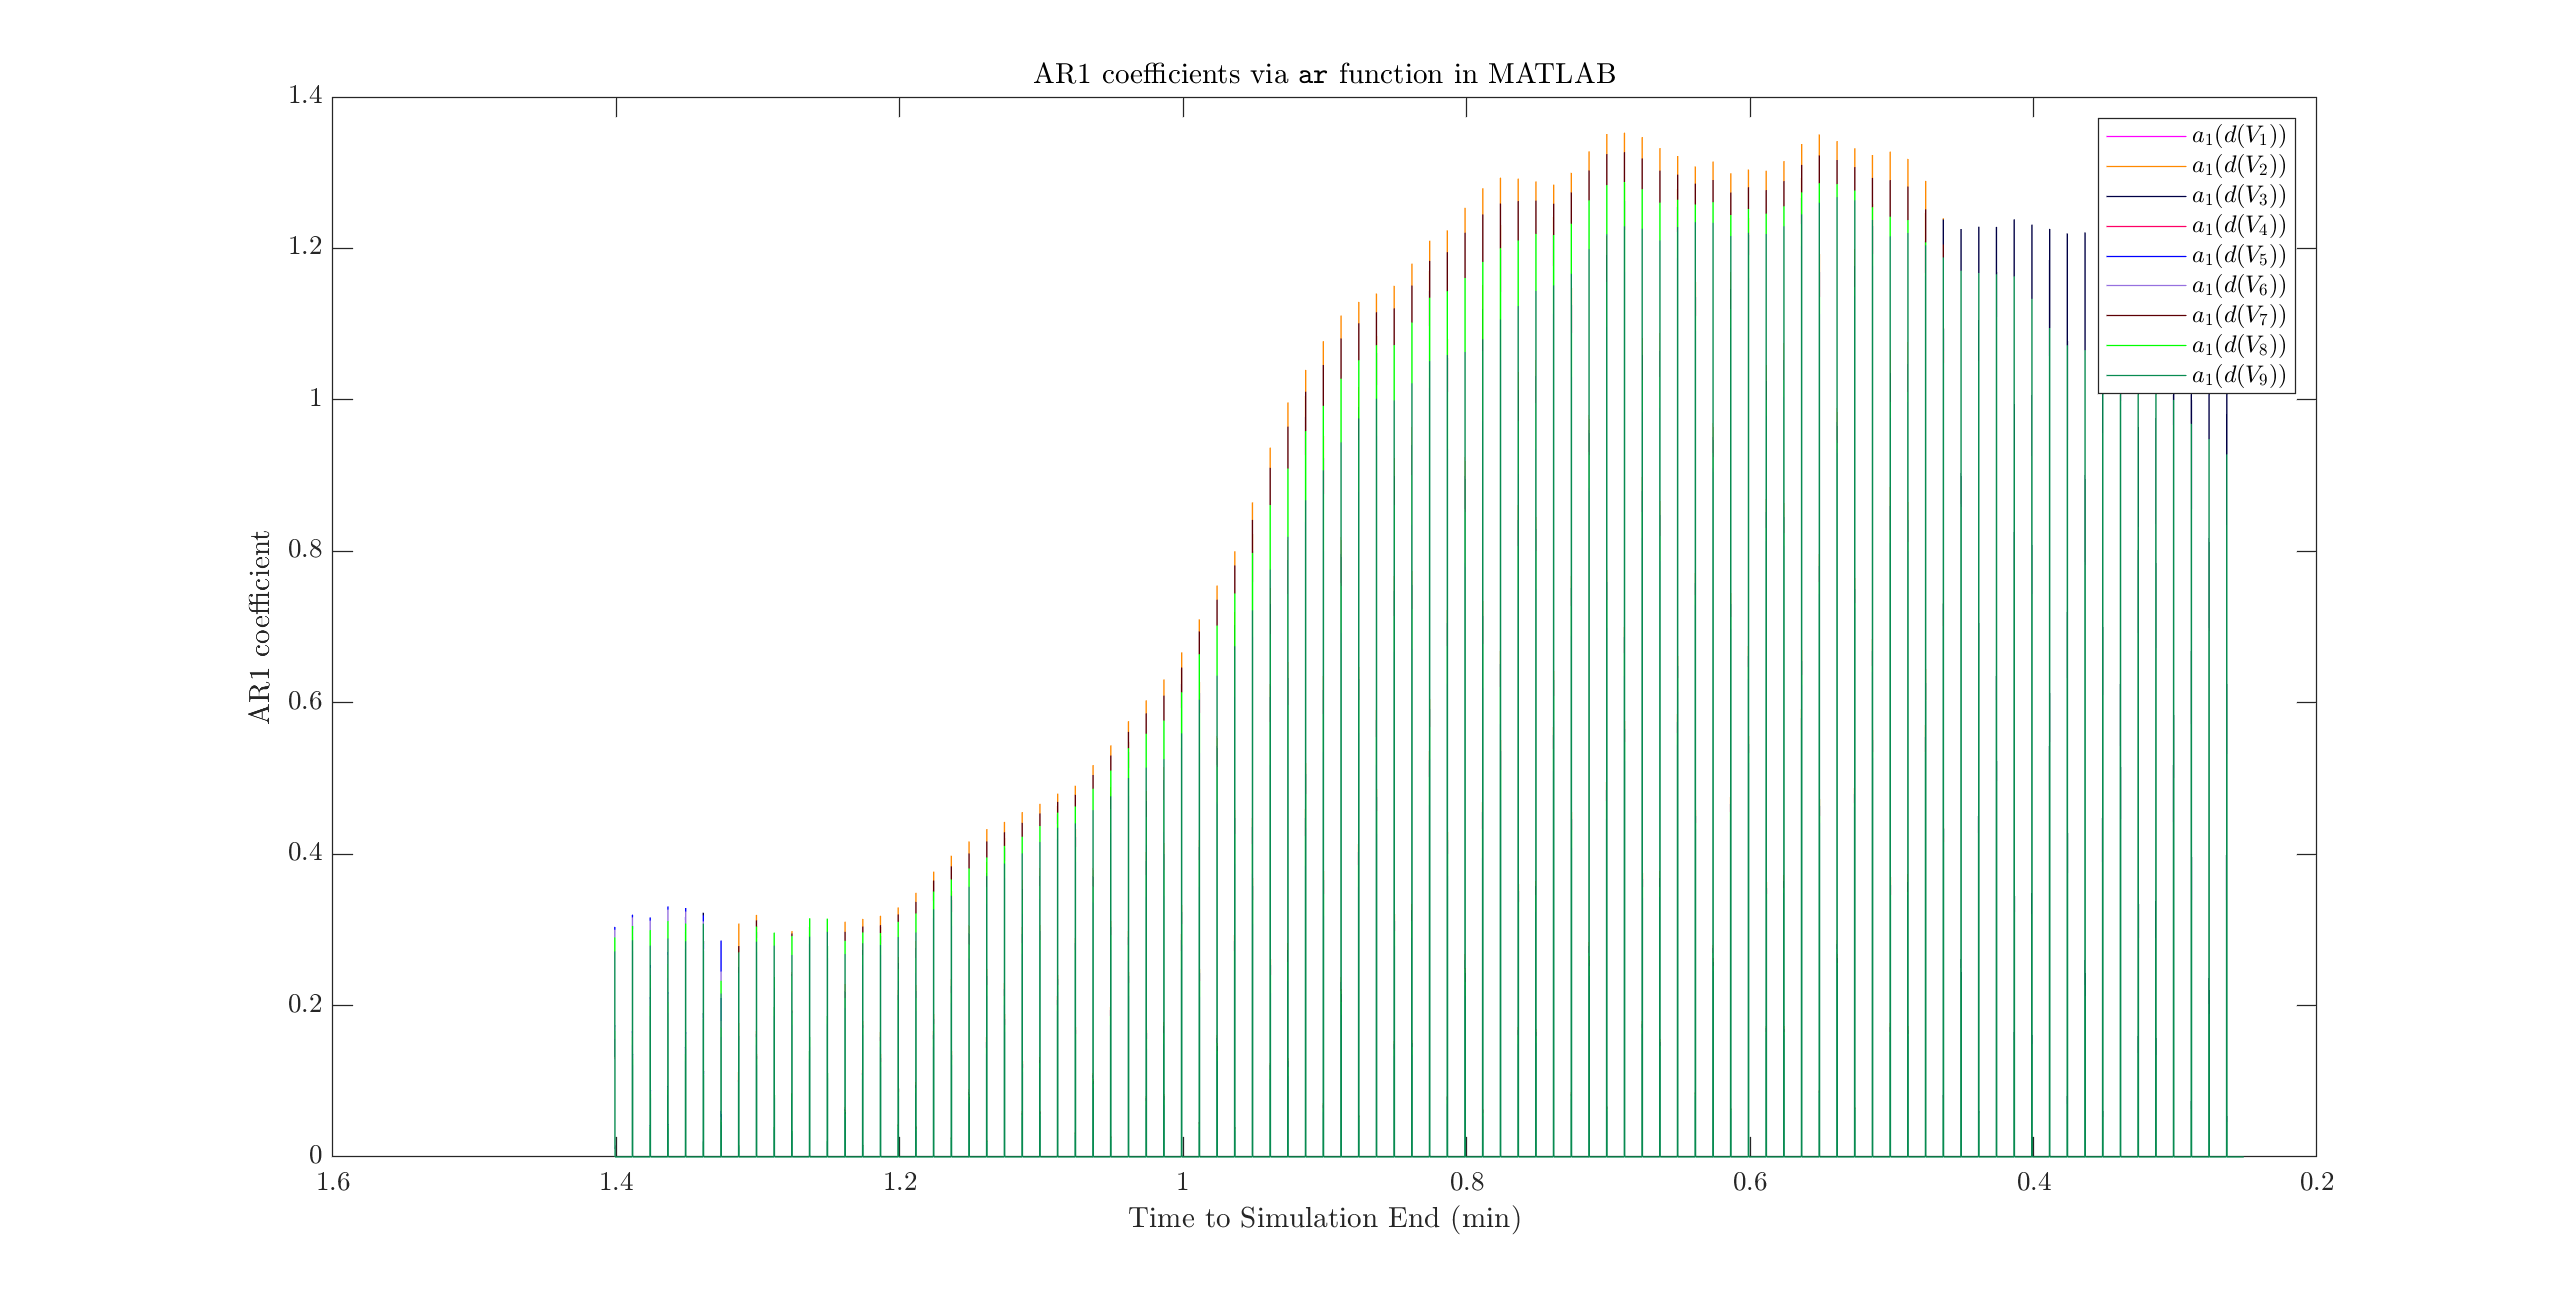 AR1 coefficients via ar function in MATLAB
1.4
1.2
1
0.8
0.6
0.4
0.2
0
AR1 coefficient
a₁(d(V₁))
a₁(d(V₂))
a₁(d(V₃))
a₁(d(V₄))
a₁(d(V₅))
a₁(d(V₆))
a₁(d(V₇))
a₁(d(V₈))
a₁(d(V₉))
1.6 1.4 1.2 1 0.8 0.6 0.4 0.2
Time to Simulation End (min)